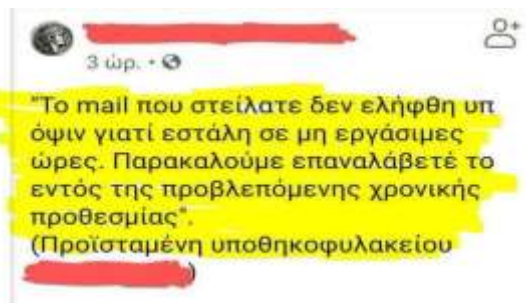 3 ώρ. ·
"Το mail που στείλατε δεν ελήφθη υπ
όψιν γιατί εστάλη σε μη εργάσιμες
ώρες. Παρακαλούμε επαναλάβετέ το
εντός της προβλεπόμενης χρονικής
προθεσμίας".
(Προϊσταμένη υποθηκοφυλακείου
)